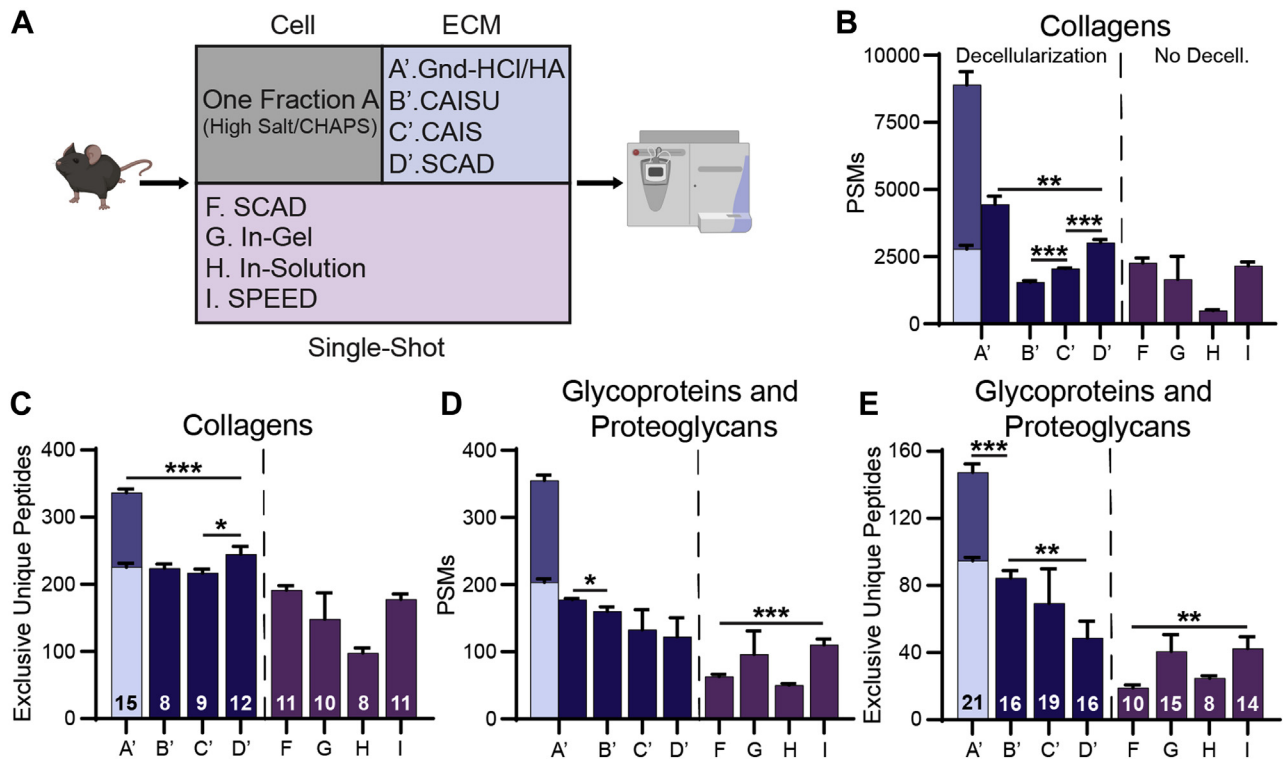 A
Cell
ECM
One Fraction A
(High Salt/CHAPS)
A’.Gnd-HCl/HA
B’.CAISU
C’.CAIS
D’.SCAD
F. SCAD
G. In-Gel
H. In-Solution
I. SPEED
Single-Shot
B
Collagens
Decellularization
No Decell.
PSMs
10000
7500
5000
2500
0
**
***
***
A’ B’ C’ D’ F G H I
C
Collagens
Exclusive Unique Peptides
400
300
200
100
0
***
*
15 8 9 12 11 10 8 11
A’ B’ C’ D’ F G H I
D
Glycoproteins and
Proteoglycans
PSMs
400
300
200
100
0
*
***
A’ B’ C’ D’ F G H I
E
Glycoproteins and
Proteoglycans
Exclusive Unique Peptides
160
120
80
40
0
***
**
**
21 16 19 16 10 15 8 14
A’ B’ C’ D’ F G H I